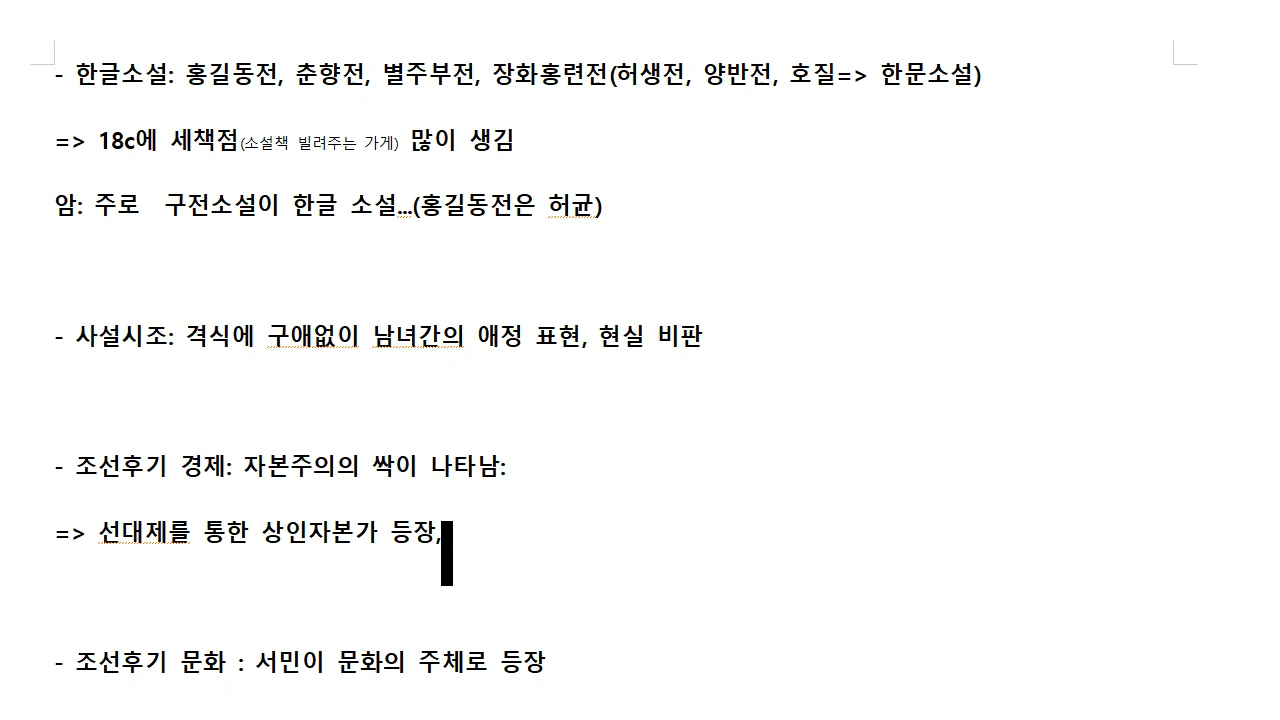 - 한글소설: 홍길동전, 춘향전, 별주부전, 장화홍련전(허생전, 양반전, 호질=> 한문소설)
=> 18c에 세책점(소설책 빌려주는 가게) 많이 생김
암: 주로 구전소설이 한글 소설...(홍길동전은 허균)
- 사설시조: 격식에 구애없이 남녀간의 애정 표현, 현실 비판
- 조선후기 경제: 자본주의의 싹이 나타남:
=> 선대제를 통한 상인자본가 등장,
- 조선후기 문화 : 서민이 문화의 주체로 등장